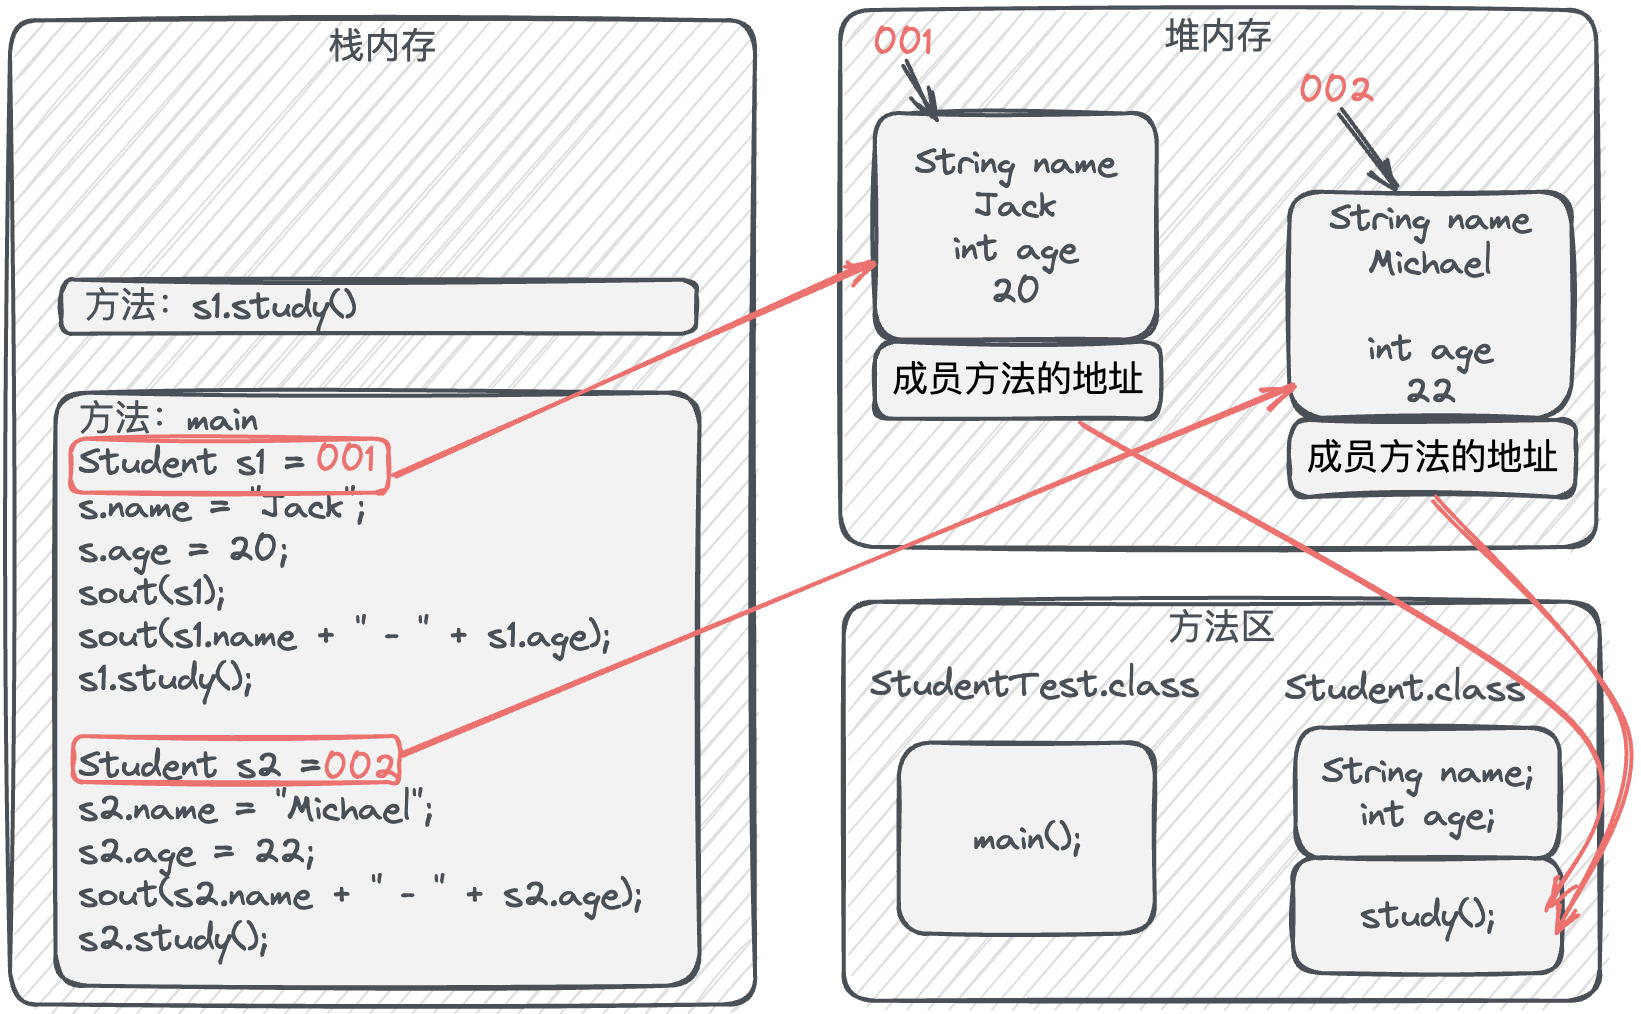 栈内存
方法：s1.study()
方法：main
Student s1 = 001
s.name = "Jack";
s.age = 20;
sout(s1);
sout(s1.name + " - " + s1.age);
s1.study();
Student s2 =002
s2.name = "Michael";
s2.age = 22;
sout(s2.name + " - " + s2.age);
s2.study();
堆内存
001
String name
Jack
int age
20
成员方法的地址
002
String name
Michael
int age
22
成员方法的地址
方法区
StudentTest.class
main();
Student.class
String name;
int age;
study();